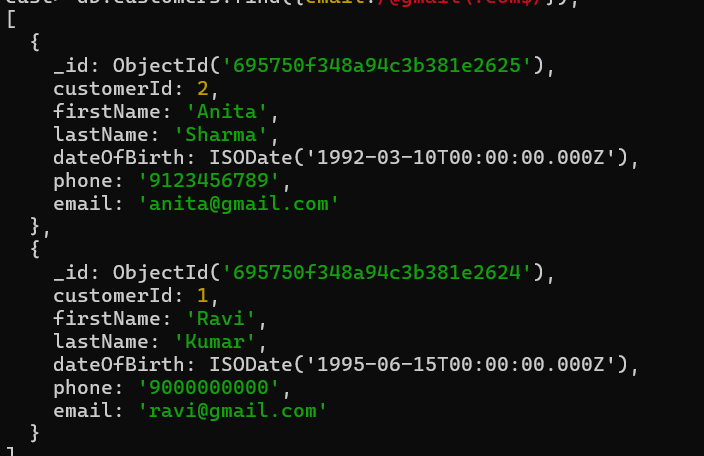 db.customers.find({email:/@gmail\.com$/});
[
  {
    _id: ObjectId('695750f348a94c3b381e2625'),
    customerId: 2,
    firstName: 'Anita',
    lastName: 'Sharma',
    dateOfBirth: ISODate('1992-03-10T00:00:00.000Z'),
    phone: '9123456789',
    email: 'anita@gmail.com'
  },
  {
    _id: ObjectId('695750f348a94c3b381e2624'),
    customerId: 1,
    firstName: 'Ravi',
    lastName: 'Kumar',
    dateOfBirth: ISODate('1995-06-15T00:00:00.000Z'),
    phone: '9000000000',
    email: 'ravi@gmail.com'
  }
]